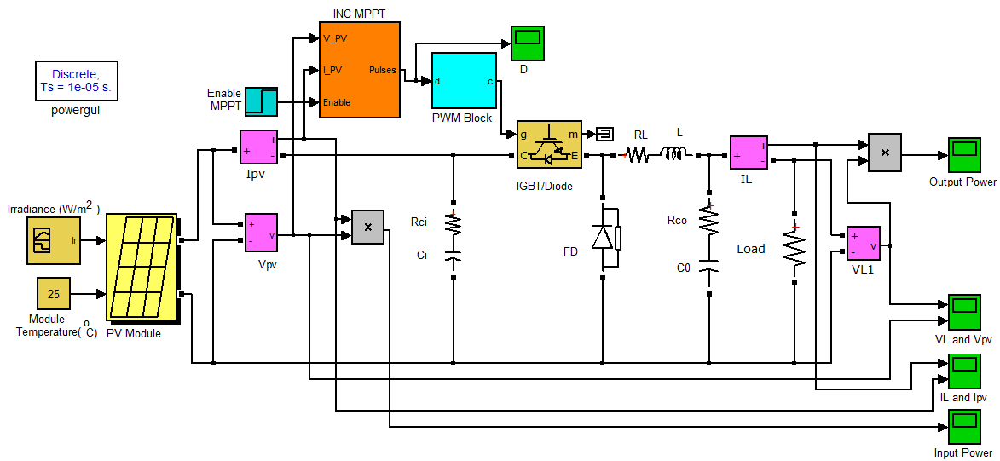 INC MPPT
V_PV
I_PV
Pulses
Enable
Discrete,
Ts = 1e-05 s.
powergui
Enable
MPPT
d
c
PWM Block
D
i
+
-
Ipv
g
m
C
E
IGBT/Diode
RL
L
+
i
-
IL
×
Output Power
Irradiance (W/m2 )
Ir
+
-
v
Vpv
×
Rci
Ci
FD
Rco
C0
Load
+
-
v
VL1
25
Module
Temperature( oC)
PV Module
VL and Vpv
IL and Ipv
Input Power